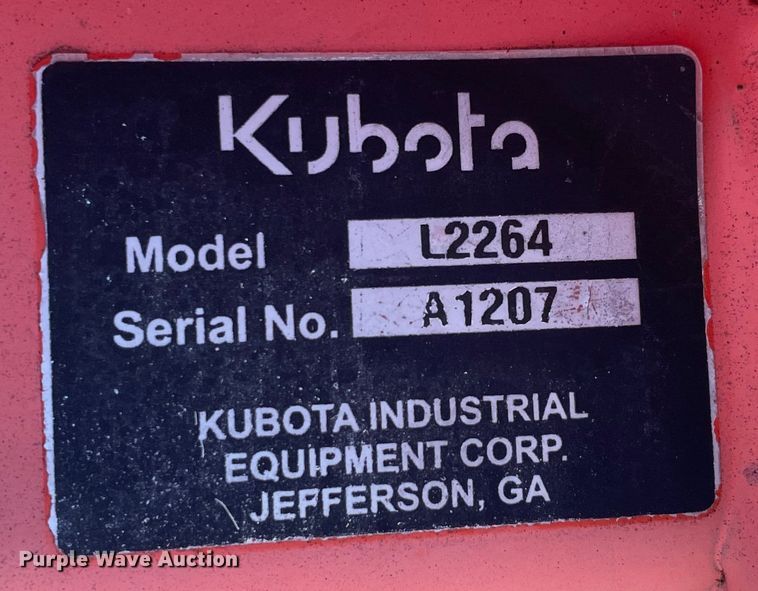 Kubota
Model L2264
Serial No. A1207
KUBOTA INDUSTRIAL
EQUIPMENT CORP.
JEFFERSON, GA
Purple Wave Auction